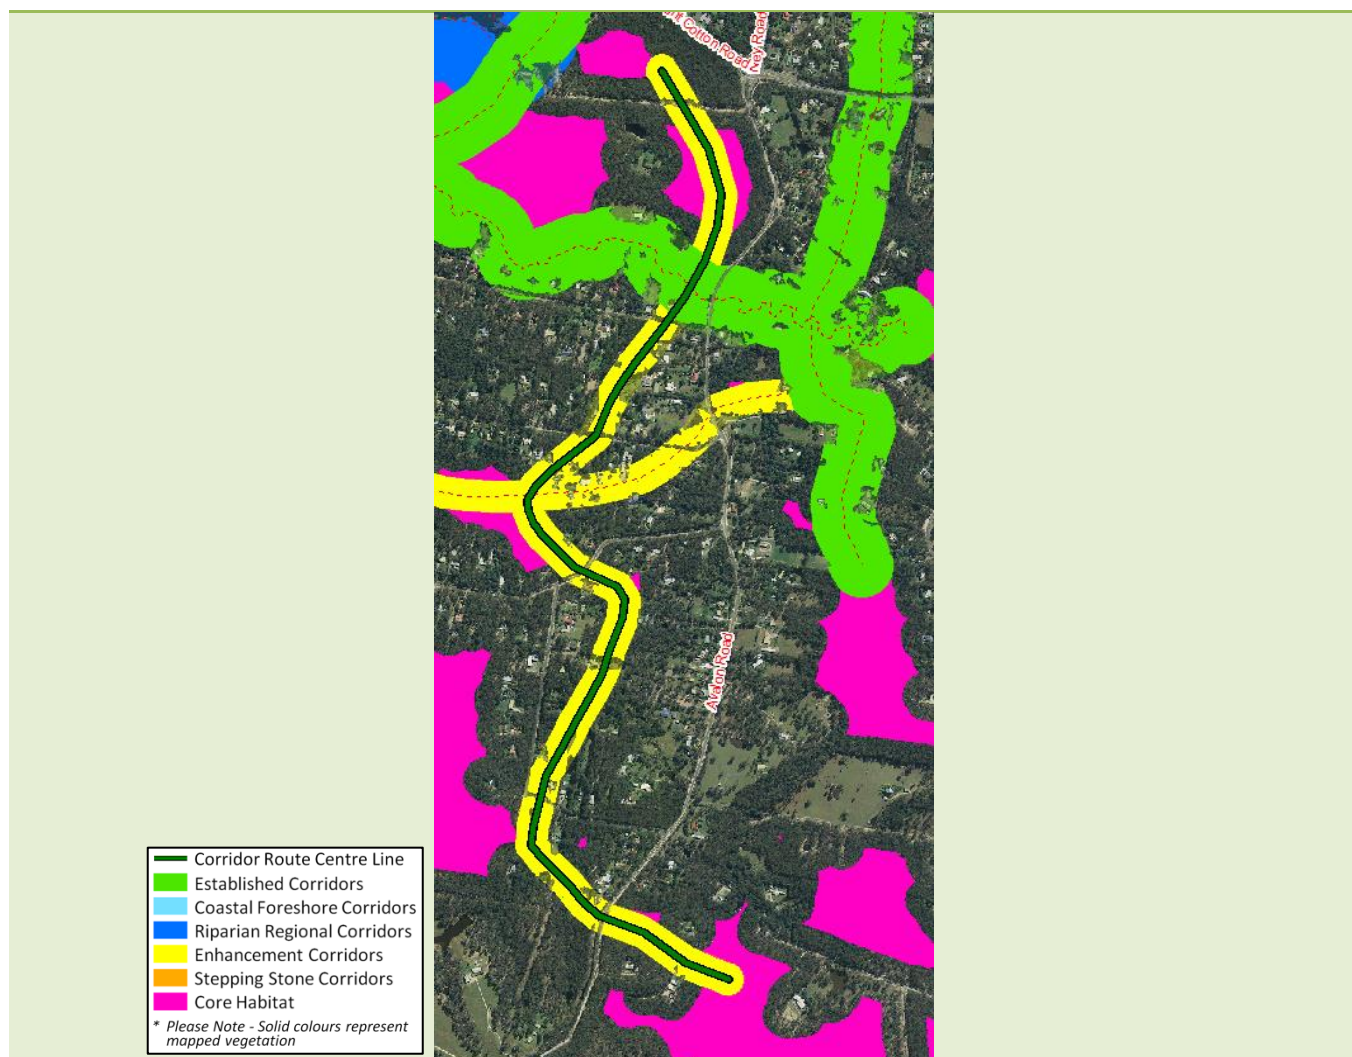 Cotton Road
Ney Road
Avalon Road
Corridor Route Centre Line
Established Corridors
Coastal Foreshore Corridors
Riparian Regional Corridors
Enhancement Corridors
Stepping Stone Corridors
Core Habitat
* Please Note - Solid colours represent
mapped vegetation